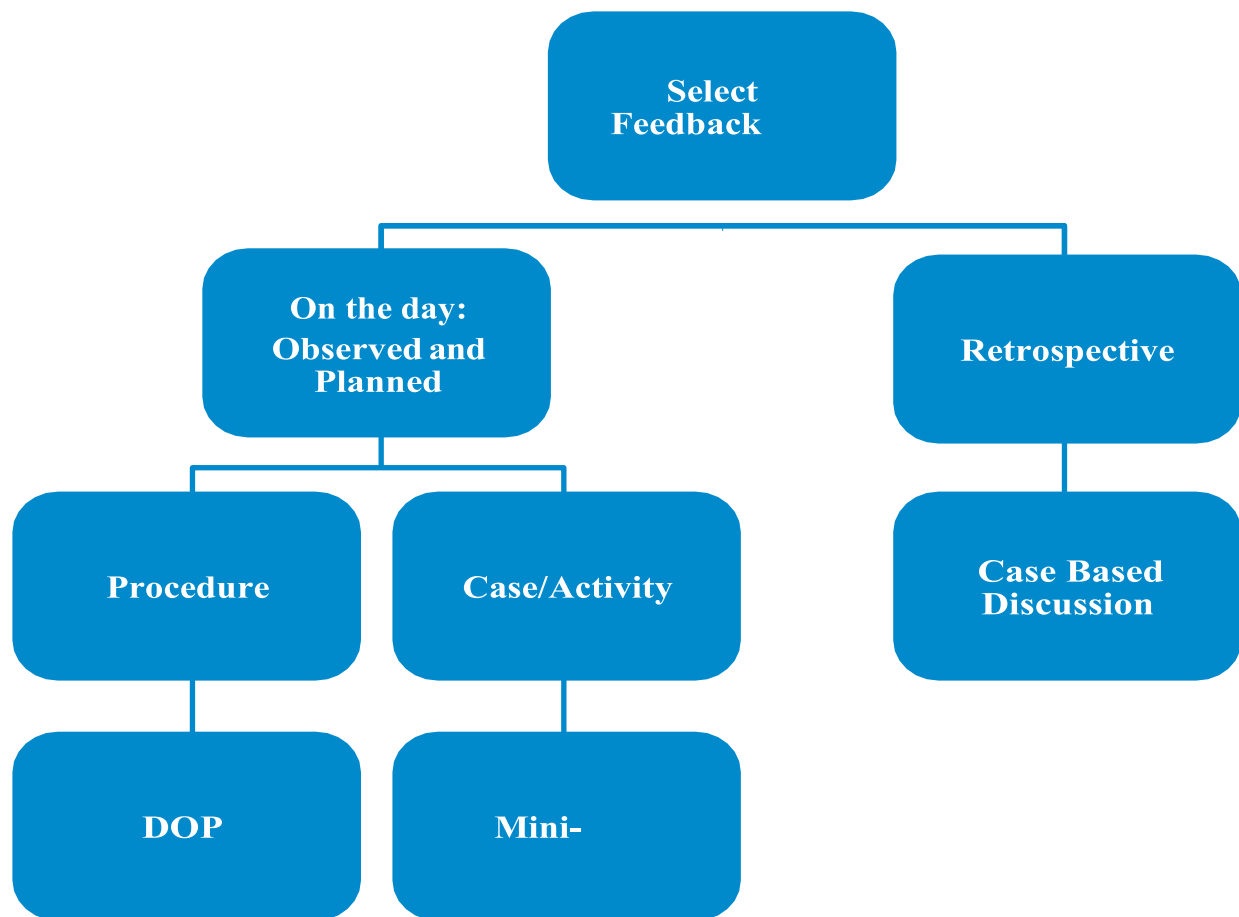 Select
Feedback
On the day:
Observed and
Planned
Retrospective
Procedure
Case/Activity
Case Based
Discussion
DOP
Mini-